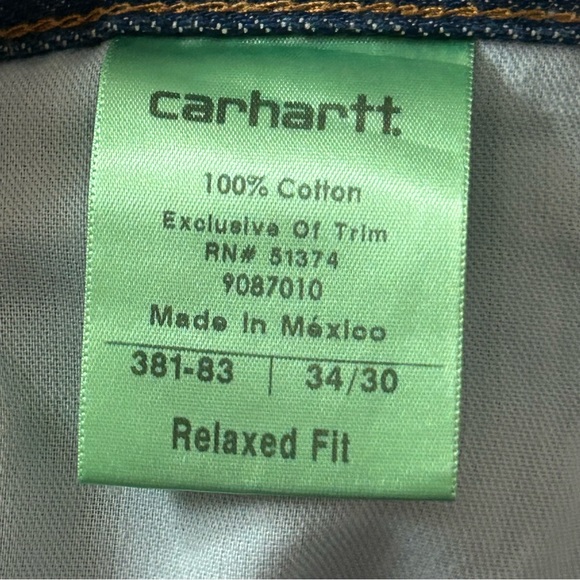 carhartt.
100% Cotton
Exclusive Of Trim
RN# 51374
9087010
Made In México
381-83 | 34/30
Relaxed Fit